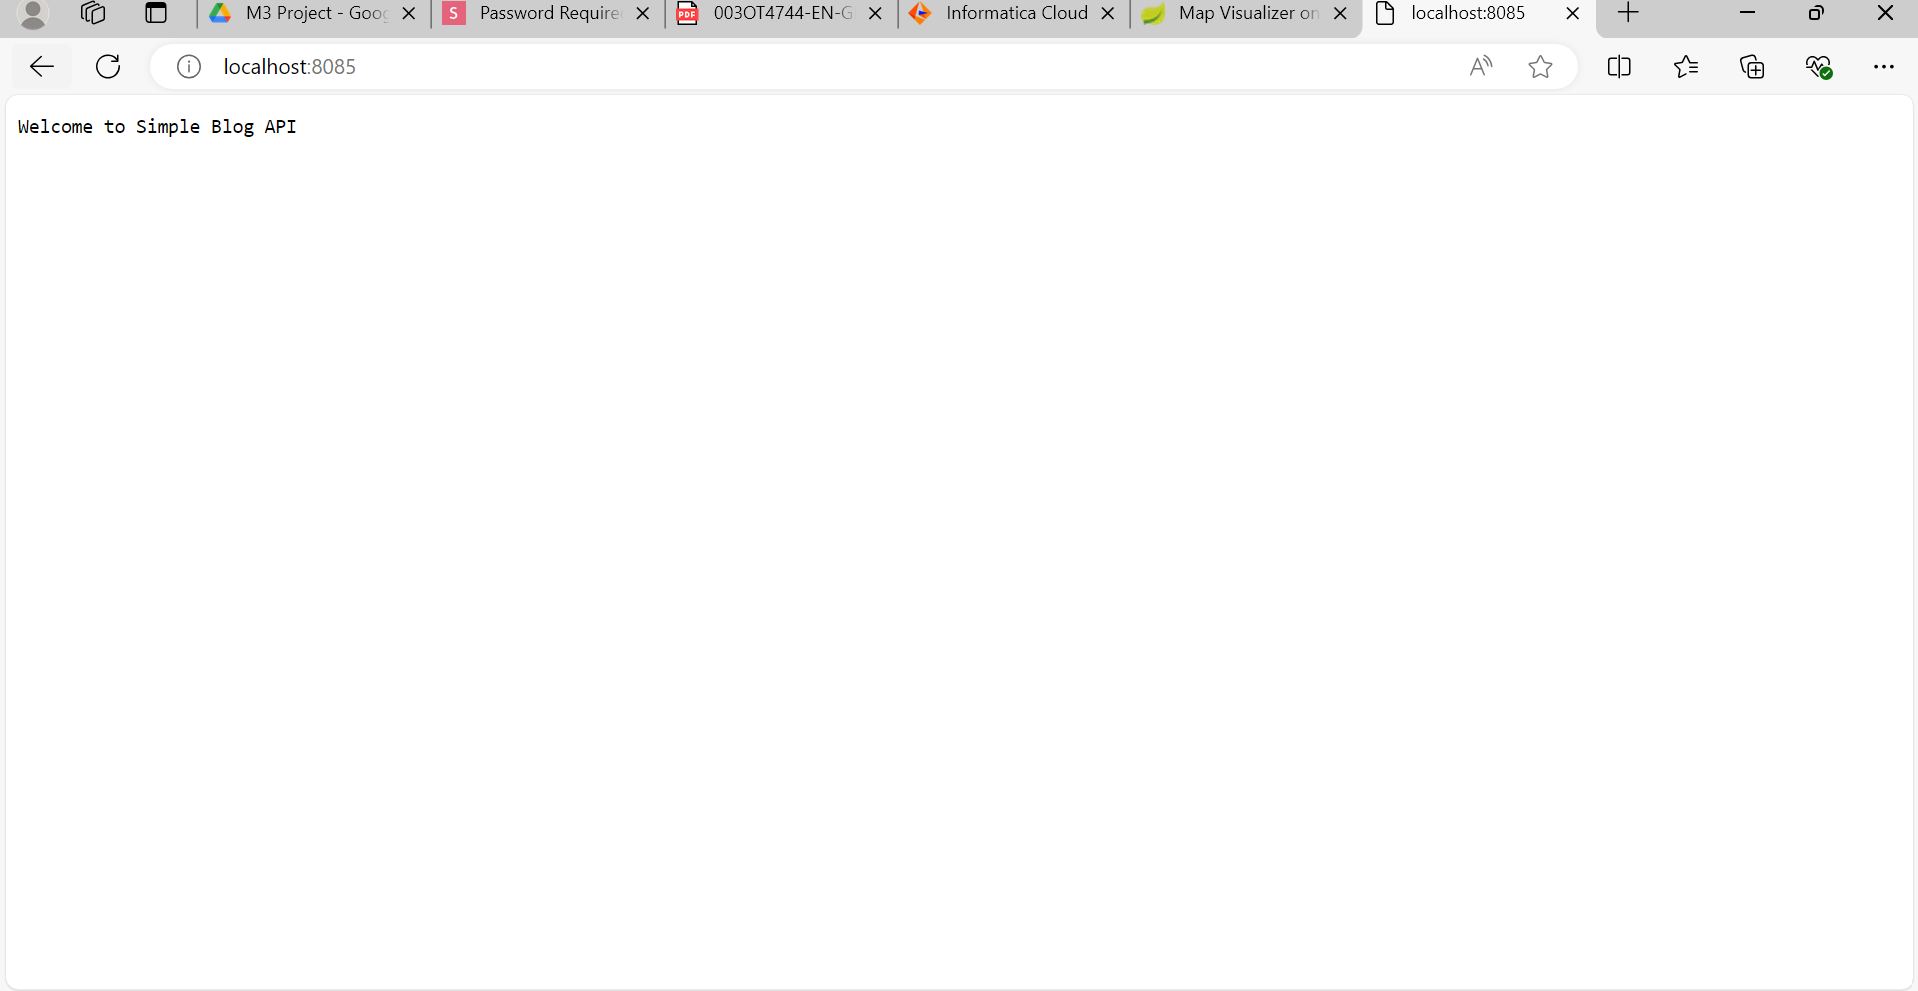 M3 Project - Goog
S
Password Require
PDF
003OT4744-EN-G
Informatica Cloud
Map Visualizer on
localhost:8085
localhost:8085
A
Welcome to Simple Blog API